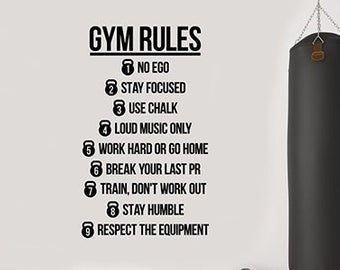 GYM RULES
1 NO EGO
2 STAY FOCUSED
3 USE CHALK
4 LOUD MUSIC ONLY
5 WORK HARD OR GO HOME
6 BREAK YOUR LAST PR
7 TRAIN, DON'T WORK OUT
8 STAY HUMBLE
9 RESPECT THE EQUIPMENT